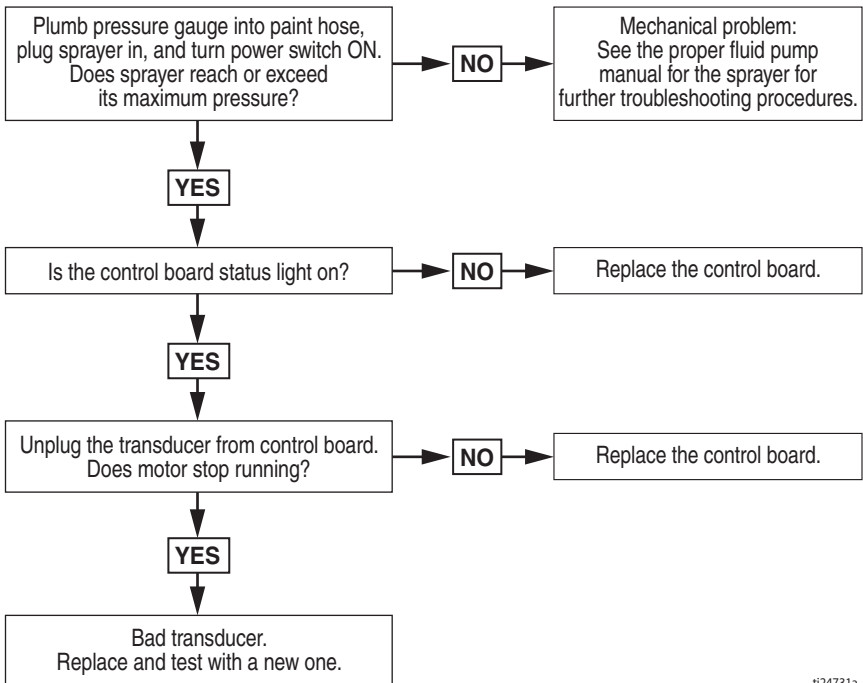 Plumb pressure gauge into paint hose,
plug sprayer in, and turn power switch ON.
Does sprayer reach or exceed
its maximum pressure?
NO
Mechanical problem:
See the proper fluid pump
manual for the sprayer for
further troubleshooting procedures.
YES
Is the control board status light on?
NO
Replace the control board.
YES
Unplug the transducer from control board.
Does motor stop running?
NO
Replace the control board.
YES
Bad transducer.
Replace and test with a new one.
ti24731a